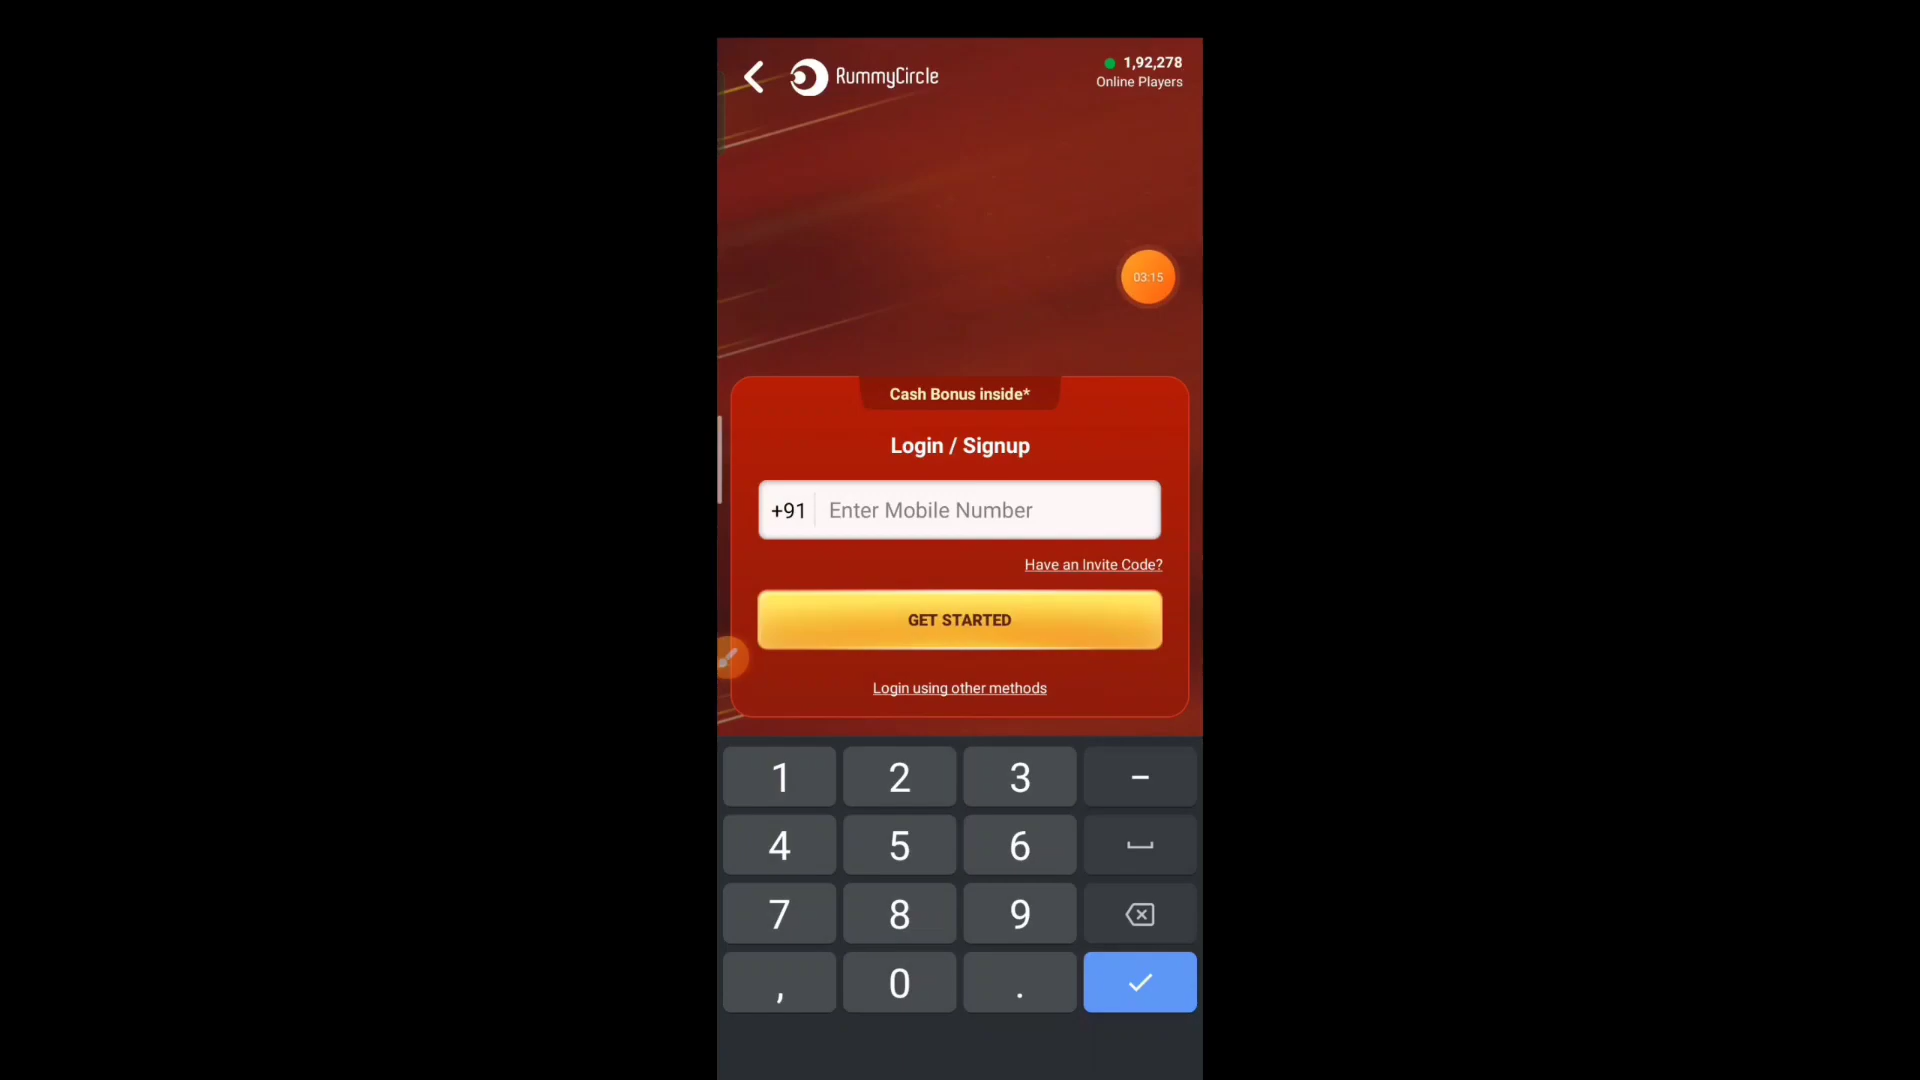 RummyCircle
1,92,278
Online Players
03:15
Cash Bonus inside*
Login / Signup
+91 Enter Mobile Number
Have an Invite Code?
GET STARTED
Login using other methods
1 2 3 -
4 5 6
7 8 9
, 0 .